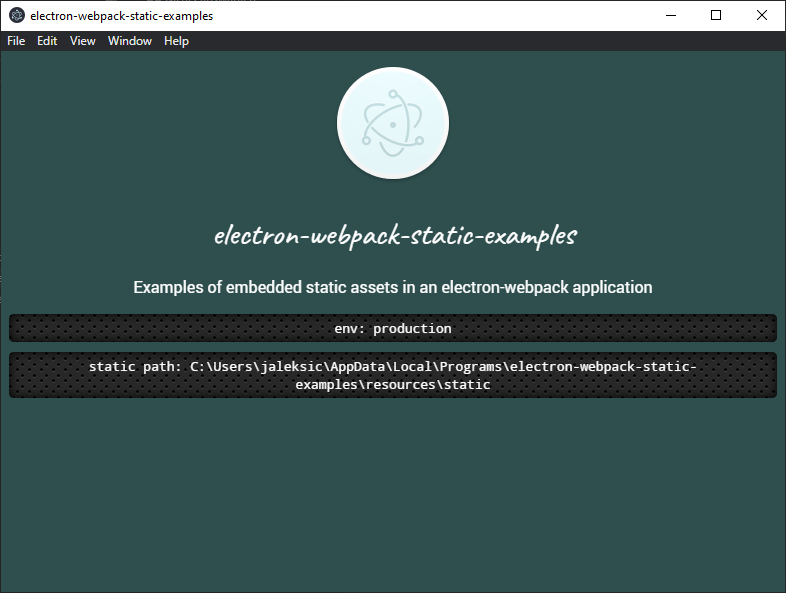 electron-webpack-static-examples
File Edit View Window Help
electron-webpack-static-examples
Examples of embedded static assets in an electron-webpack application
env: production
static path: C:\Users\jaleksic\AppData\Local\Programs\electron-webpack-static-
examples\resources\static